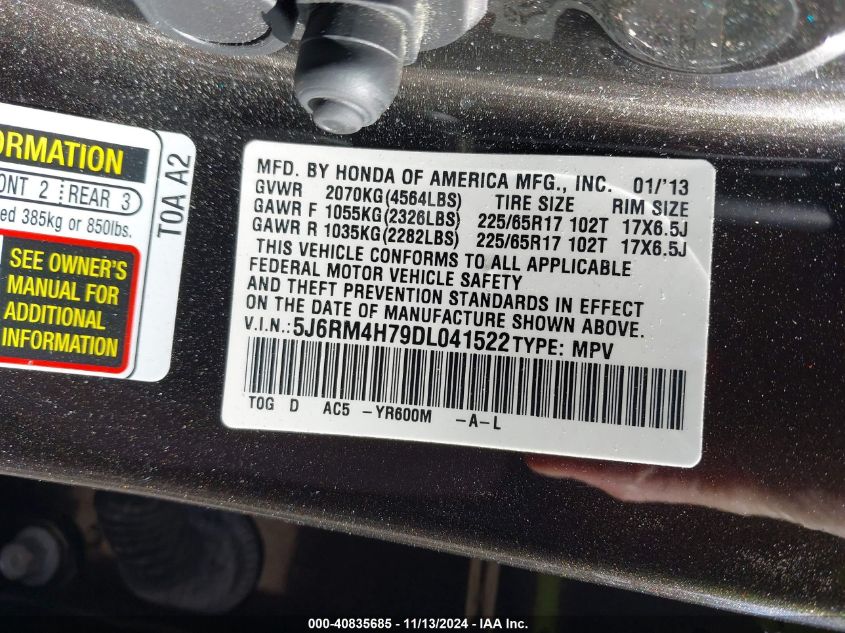 ORMATION
ONT 2 REAR 3
ed 385kg or 850lbs.
T0A A2
SEE OWNER'S
MANUAL FOR
ADDITIONAL
INFORMATION
MFD. BY HONDA OF AMERICA MFG., INC. 01/'13
GVWR 2070KG(4564LBS) TIRE SIZE RIM SIZE
GAWR F 1055KG(2326LBS) 225/65R17 102T 17X6.5J
GAWR R 1035KG(2282LBS) 225/65R17 102T 17X6.5J
THIS VEHICLE CONFORMS TO ALL APPLICABLE
FEDERAL MOTOR VEHICLE SAFETY
AND THEFT PREVENTION STANDARDS IN EFFECT
ON THE DATE OF MANUFACTURE SHOWN ABOVE.
V.I.N.: 5J6RM4H79DL041522 TYPE: MPV
T0G D AC5 -YR600M -A-L
000-40835685 - 11/13/2024 - IAA Inc.